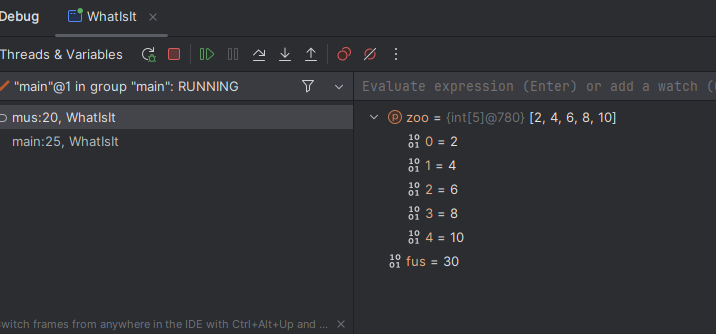 Debug WhatIsIt
Threads & Variables
"main"@1 in group "main": RUNNING
Evaluate expression (Enter) or add a watch (
mus:20, WhatIsIt
main:25, WhatIsIt
zoo = {int[5]@780} [2, 4, 6, 8, 10]
0 = 2
1 = 4
2 = 6
3 = 8
4 = 10
fus = 30
witch frames from anywhere in the IDE with Ctrl+Alt+Up and ...